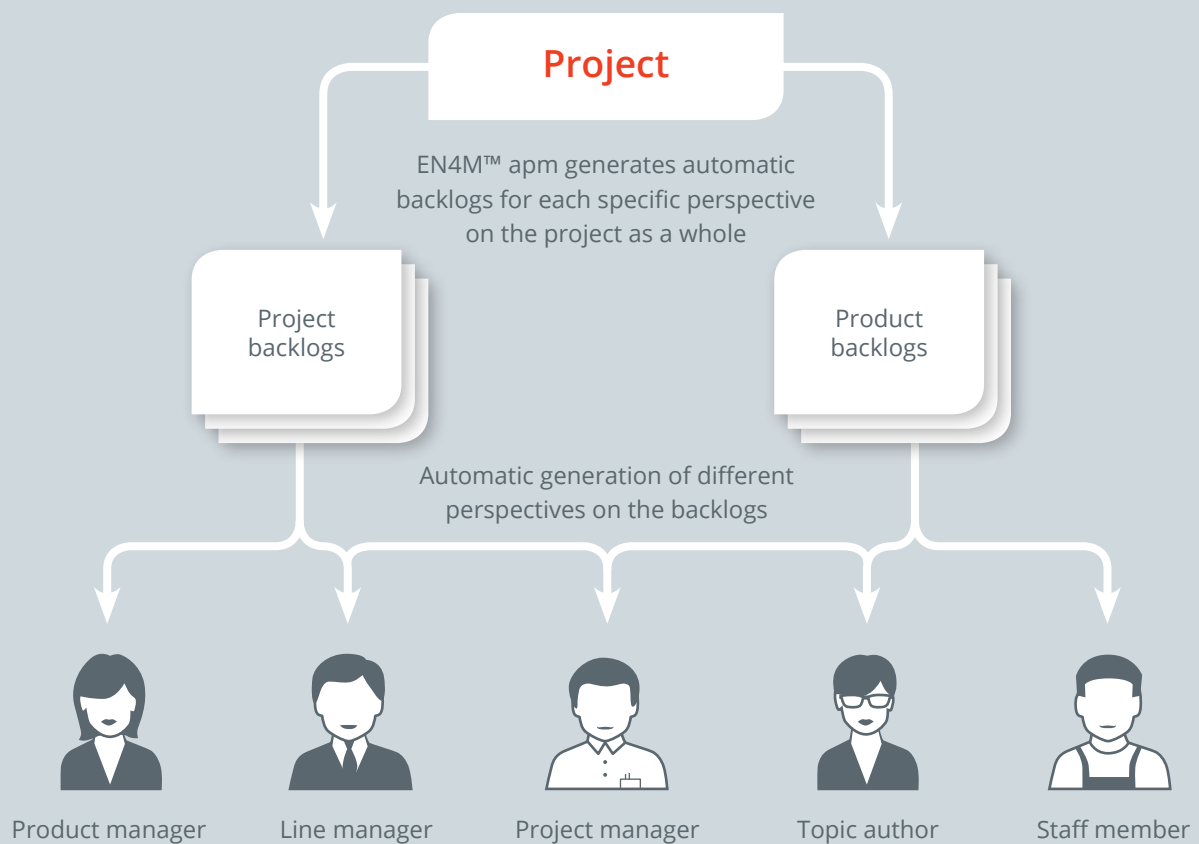 Project
EN4M™ apm generates automatic
backlogs for each specific perspective
on the project as a whole
Project
backlogs
Product
backlogs
Automatic generation of different
perspectives on the backlogs
Product manager
Line manager
Project manager
Topic author
Staff member